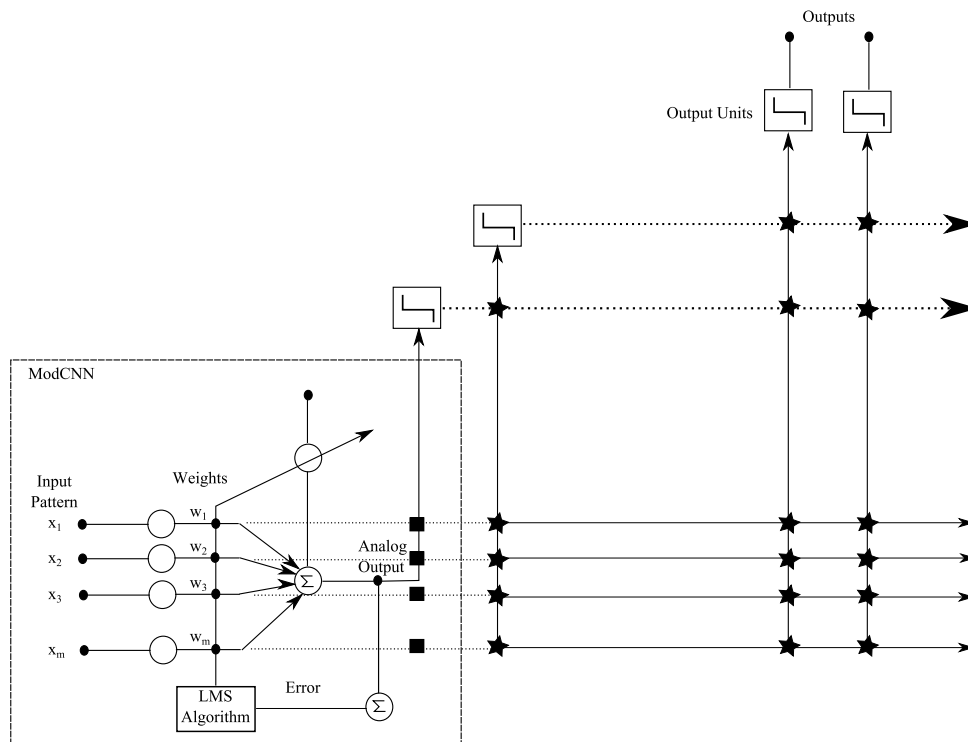 Outputs
Output Units
ModCNN
Input
Pattern
Weights
x1
w1
x2
w2
Analog
Output
x3
w3
Σ
xm
wm
LMS
Algorithm
Error
Σ